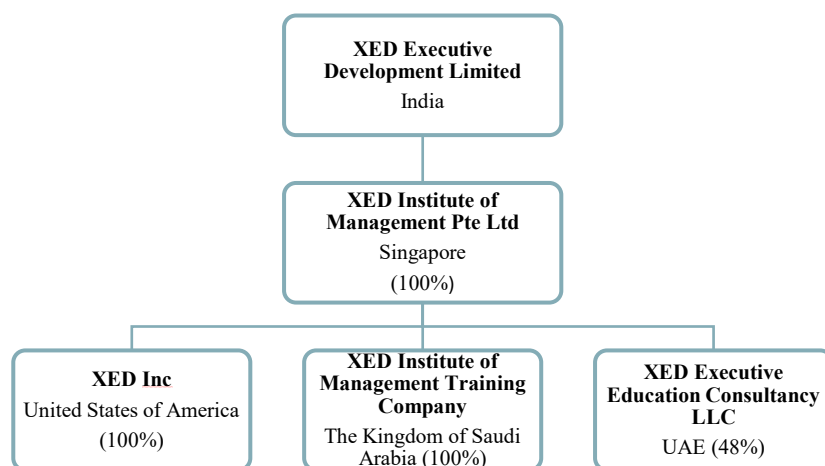 XED Executive
Development Limited
India
XED Institute of
Management Pte Ltd
Singapore
(100%)
XED Inc
United States of America
(100%)
XED Institute of
Management Training
Company
The Kingdom of Saudi
Arabia (100%)
XED Executive
Education Consultancy
LLC
UAE (48%)